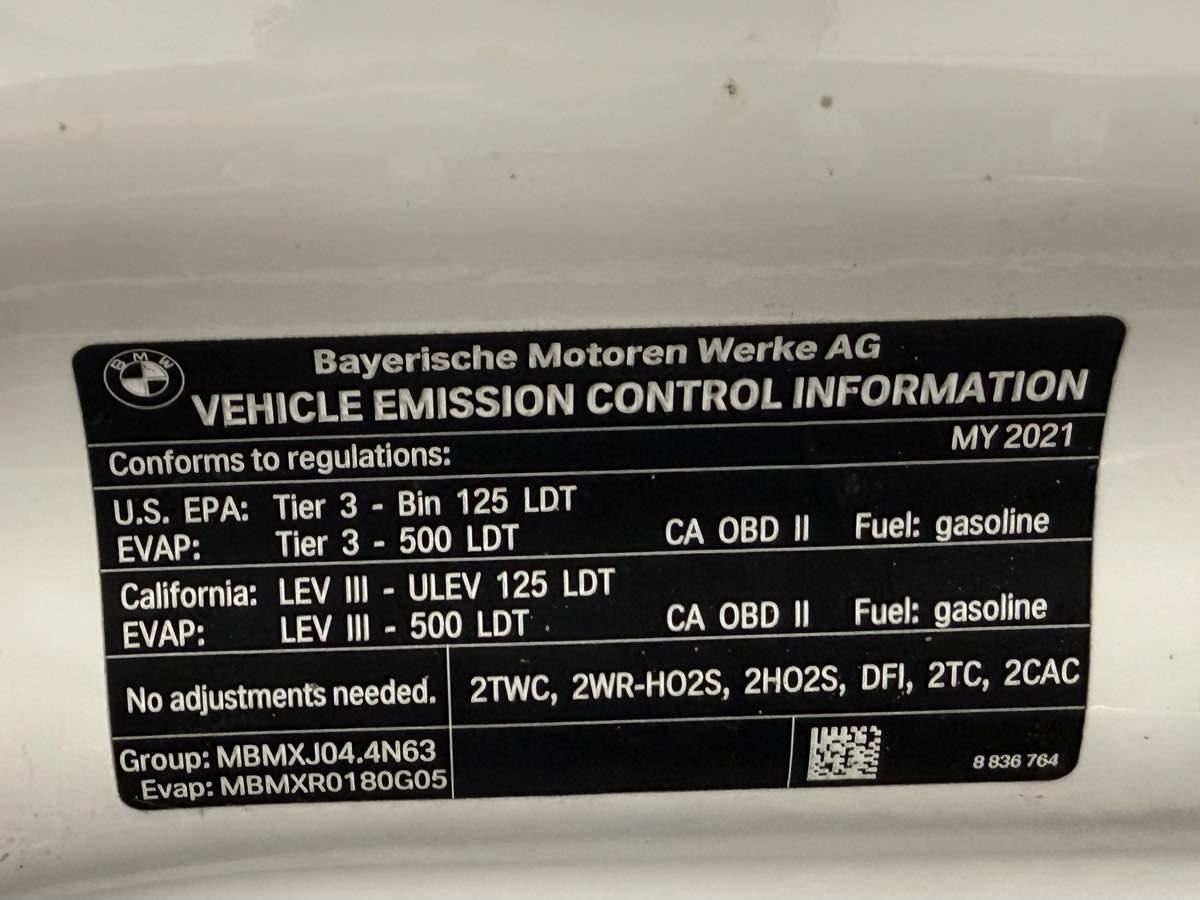 BMW
Bayerische Motoren Werke AG
VEHICLE EMISSION CONTROL INFORMATION
MY 2021
Conforms to regulations:
U.S. EPA: Tier 3 - Bin 125 LDT
EVAP: Tier 3 - 500 LDT CA OBD II Fuel: gasoline
California: LEV III - ULEV 125 LDT
EVAP: LEV III - 500 LDT CA OBD II Fuel: gasoline
No adjustments needed. 2TWC, 2WR-HO2S, 2HO2S, DFI, 2TC, 2CAC
Group: MBMXJ04.4N63
Evap: MBMXR0180G05
8 836 764